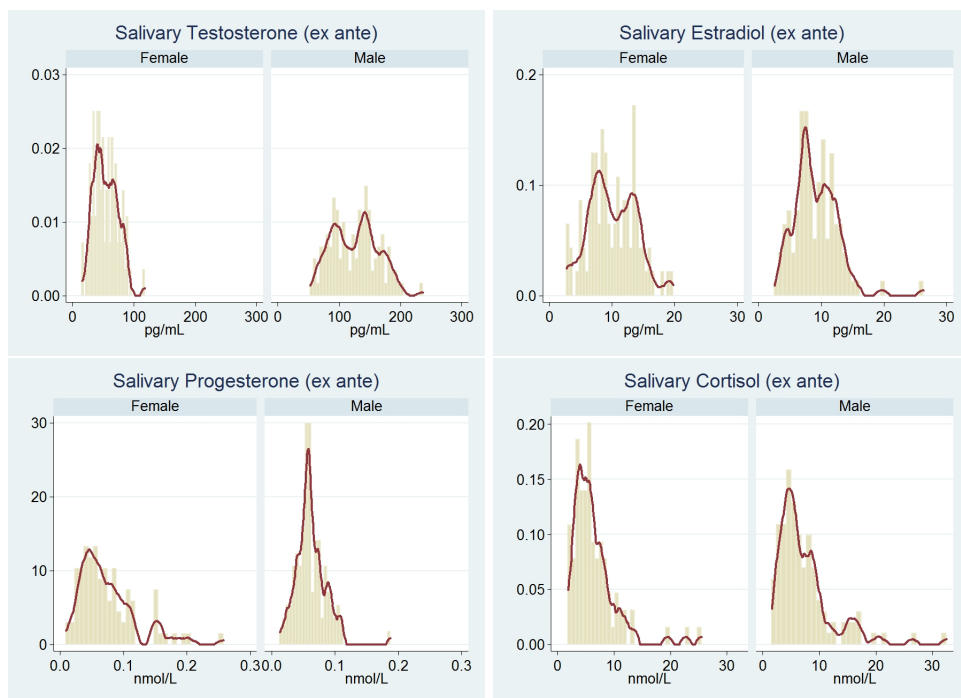 Salivary Testosterone (ex ante)
Female Male
0.03
0.02
0.01
0.00
0 100 200 300 0 100 200 300
pg/mL pg/mL
Salivary Estradiol (ex ante)
Female Male
0.2
0.1
0.0
0 10 20 30 0 10 20 30
pg/mL pg/mL
Salivary Progesterone (ex ante)
Female Male
30
20
10
0
0.0 0.1 0.2 0.3 0.0 0.1 0.2 0.3
nmol/L nmol/L
Salivary Cortisol (ex ante)
Female Male
0.20
0.15
0.10
0.05
0.00
0 10 20 30 0 10 20 30
nmol/L nmol/L